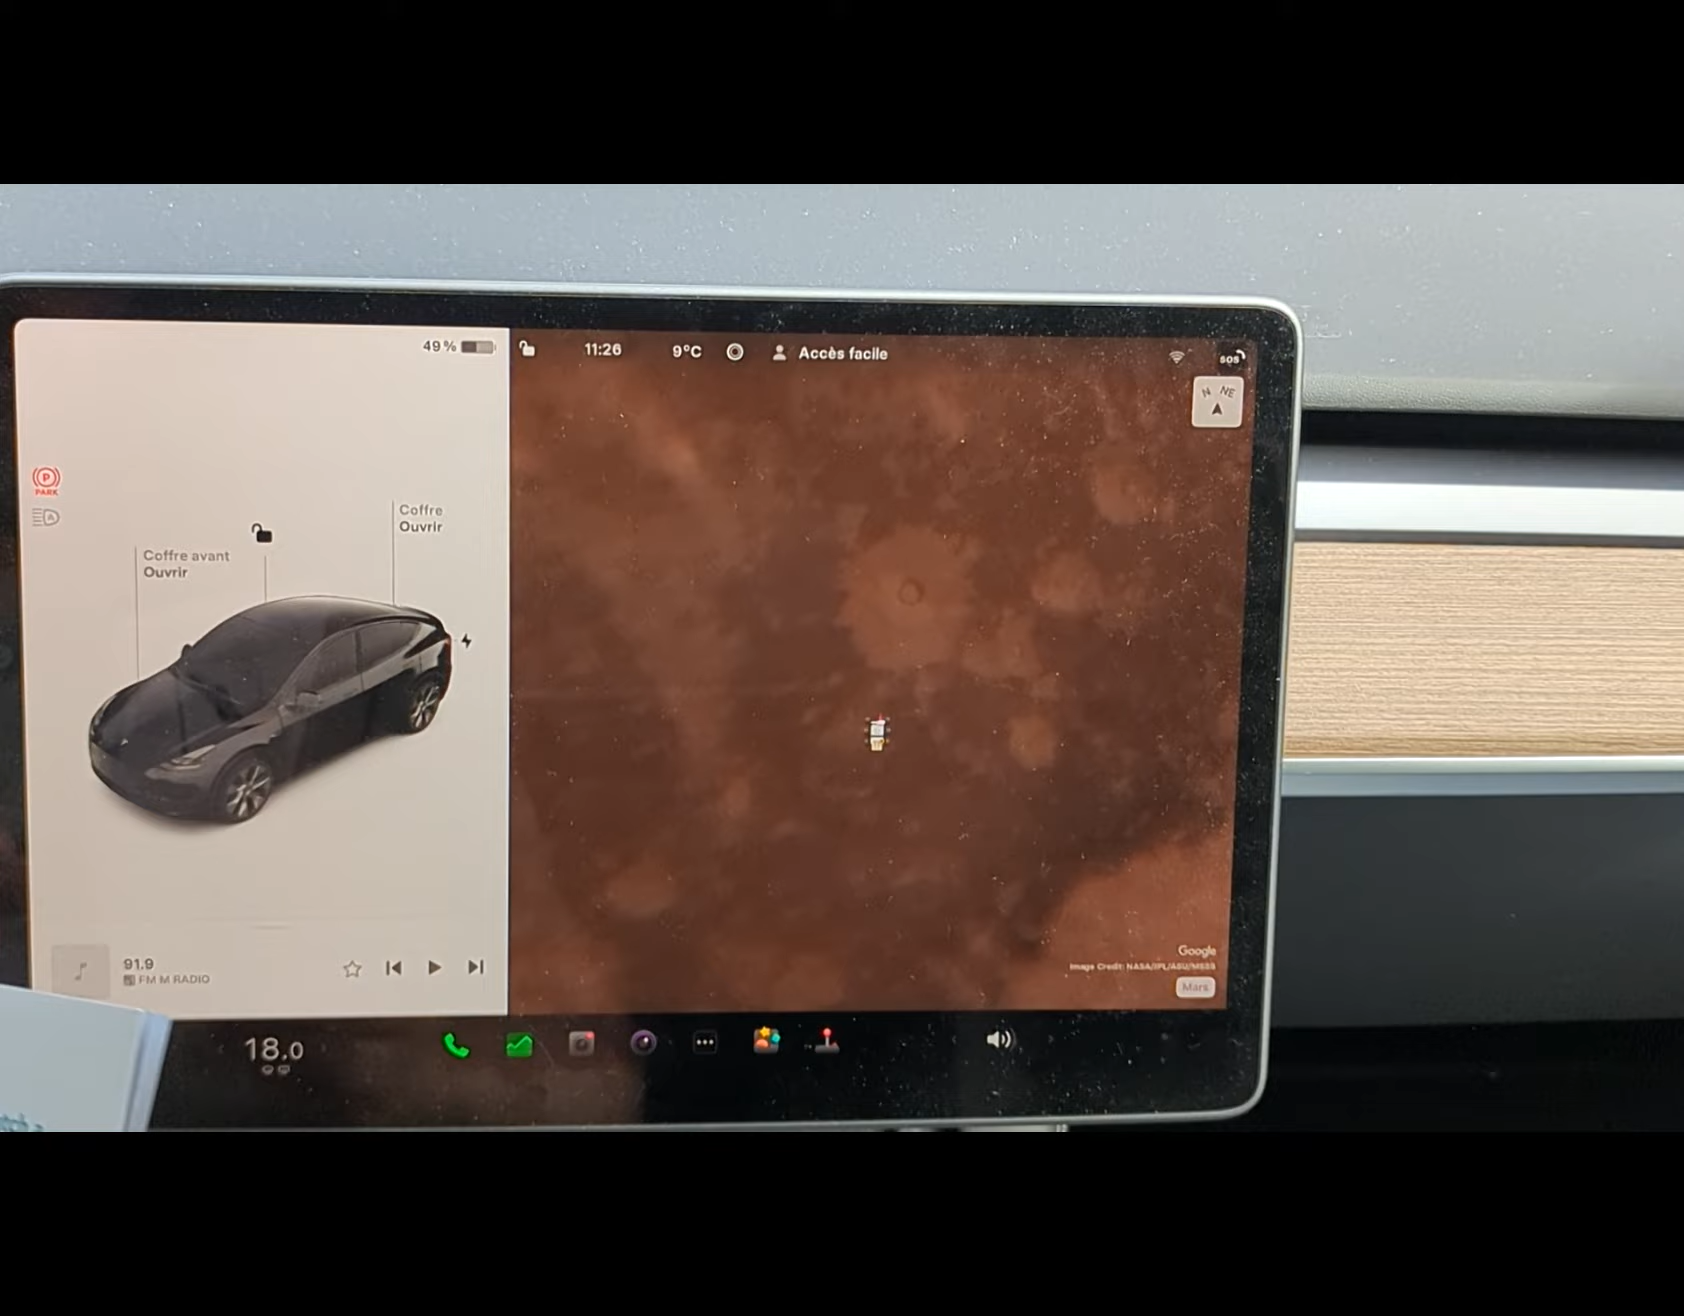 49 %
11:26
9°C
Accès facile
SOS
N NE
P
PARK
Coffre
Ouvrir
Coffre avant
Ouvrir
Google
Image Credit: NASA/JPL/ASU/MSSS
Mars
91.9
FM M RADIO
18.0